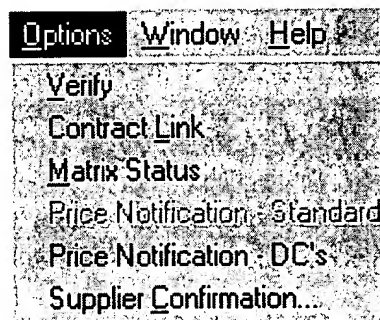 Options Window Help
Verify
Contract Link
Matrix Status
Price Notification - Standard
Price Notification - DC's
Supplier Confirmation...